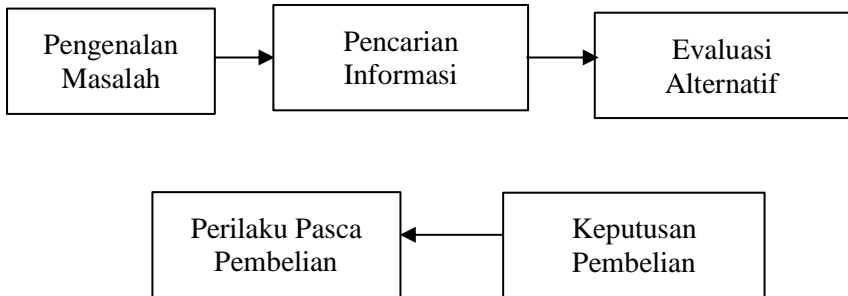 Pengenalan
Masalah
Pencarian
Informasi
Evaluasi
Alternatif
Perilaku Pasca
Pembelian
Keputusan
Pembelian